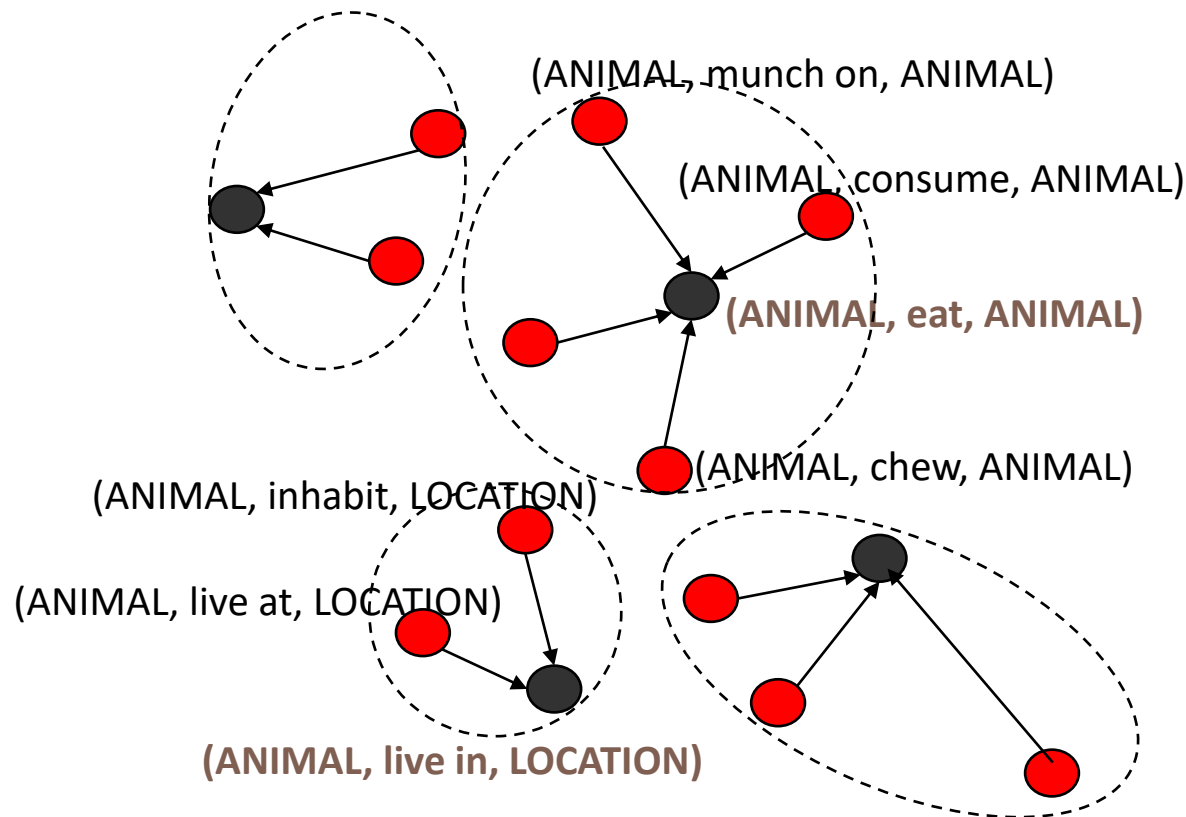 (ANIMAL, munch on, ANIMAL)
(ANIMAL, consume, ANIMAL)
(ANIMAL, eat, ANIMAL)
(ANIMAL, chew, ANIMAL)
(ANIMAL, inhabit, LOCATION)
(ANIMAL, live at, LOCATION)
(ANIMAL, live in, LOCATION)